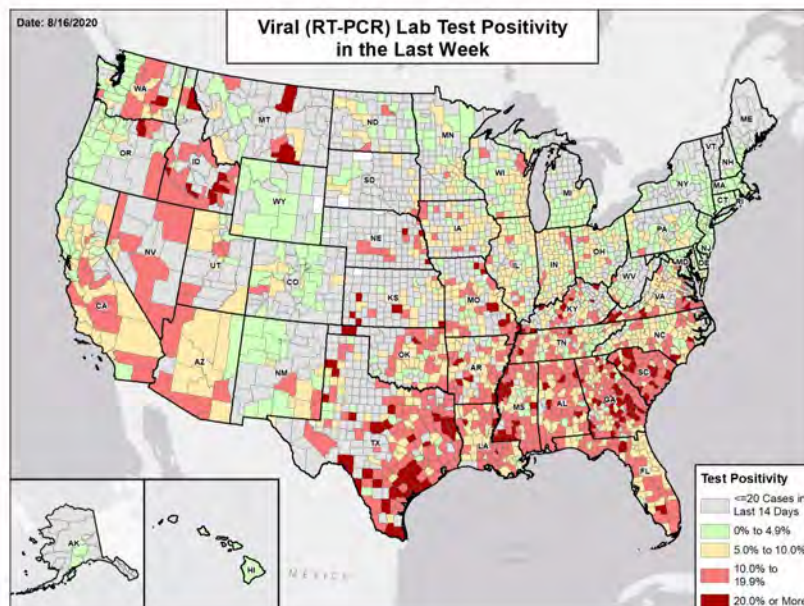 Date: 8/16/2020
Viral (RT-PCR) Lab Test Positivity
in the Last Week
WA
MT
ND
MN
ME
OR
ID
SD
WI
MI
VT
NH
NY
MA
CT
RI
WY
IA
PA
NJ
NE
NV
UT
CO
IL
IN
OH
MD
DE
WV
VA
CA
KS
MO
KY
NC
TN
AZ
NM
OK
AR
SC
MS
AL
GA
TX
LA
FL
AK
HI
MEXICO
Test Positivity
<=20 Cases in
Last 14 Days
0% to 4.9%
5.0% to 10.0%
10.0% to
19.9%
20.0% or More